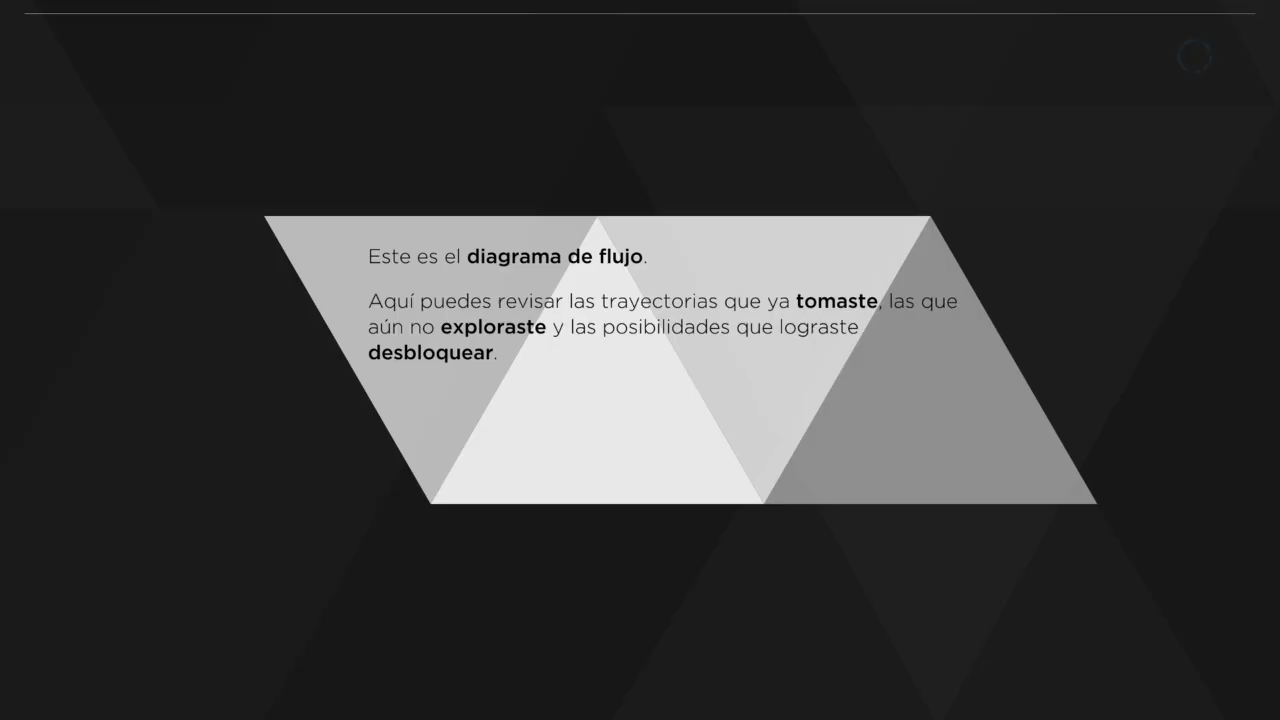 Este es el diagrama de flujo.
Aquí puedes revisar las trayectorias que ya tomaste, las que
aún no exploraste y las posibilidades que lograste
desbloquear.